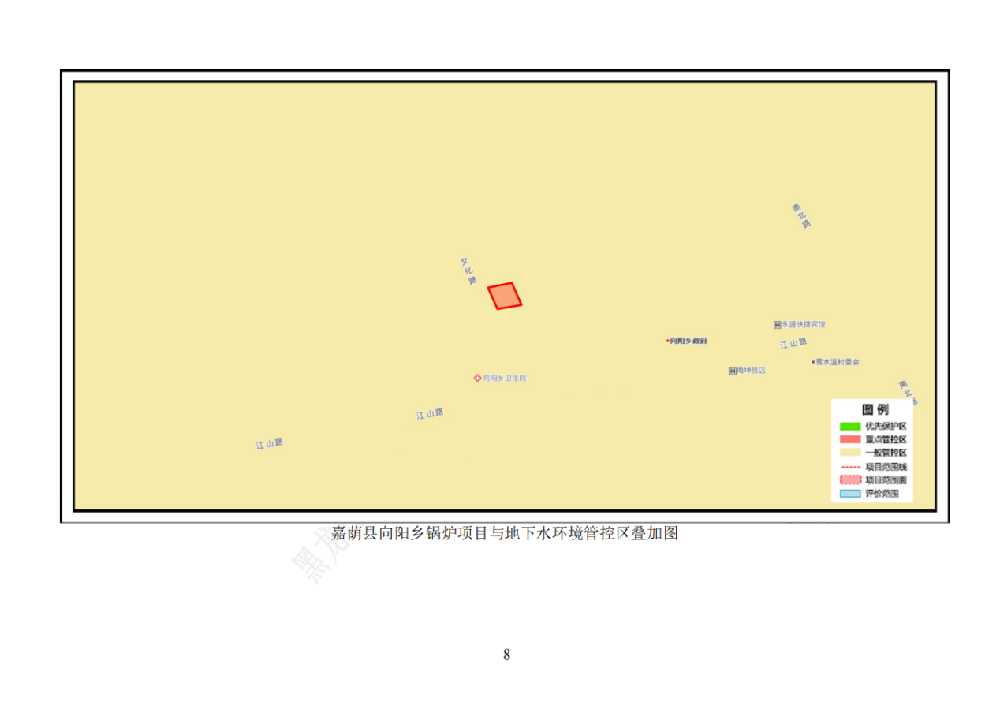 南北路
文化路
永盛快捷宾馆
向阳乡政府
江山路
雪水温村委会
雨坤旅店
向阳乡卫生院
南北路
江山路
江山路
图例
优先保护区
重点管控区
一般管控区
项目范围线
项目范围面
评价范围
嘉荫县向阳乡锅炉项目与地下水环境管控区叠加图
黑龙
8